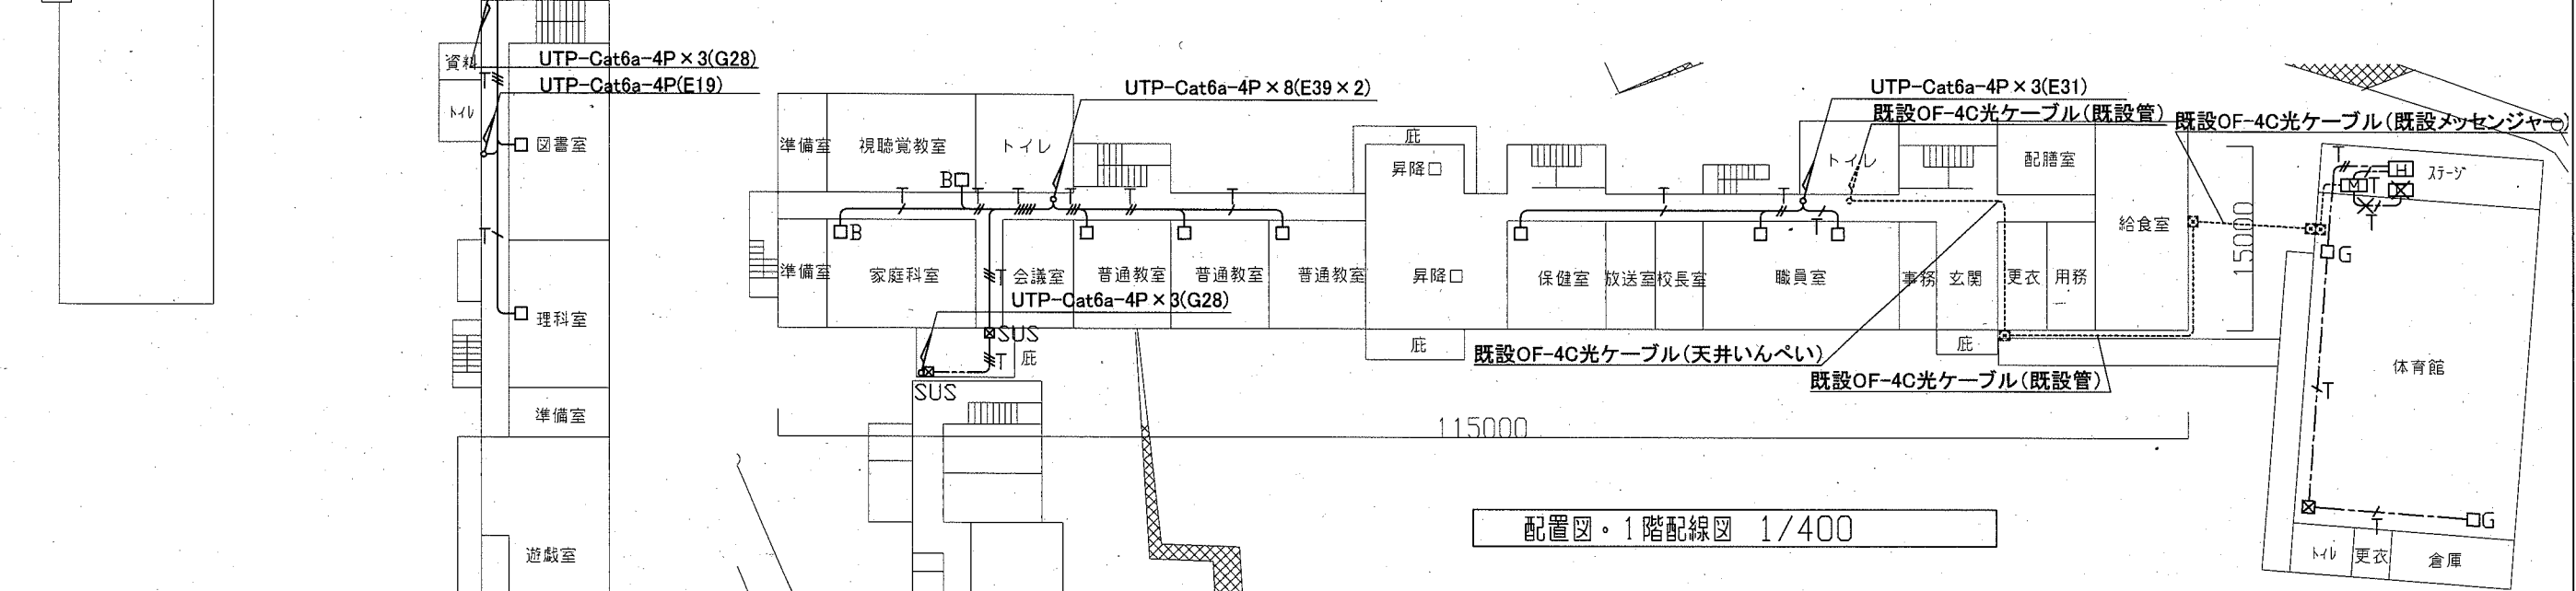 資料
UTP-Cat6a-4P×3(G28)
T
UTP-Cat6a-4P(E19)
トイレ
図書室
T
理科室
準備室
遊戯室
UTP-Cat6a-4P×8(E39×2)
準備室
視聴覚教室
トイレ
B
T
T
T
T
T
T
B
準備室
家庭科室
T
会議室
普通教室
普通教室
普通教室
UTP-Cat6a-4P×3(G28)
SUS
T
庇
SUS
庇
昇降口
昇降口
庇
UTP-Cat6a-4P×3(E31)
既設OF-4C光ケーブル(既設管)
既設OF-4C光ケーブル(既設メッセンジャー)
トイレ
配膳室
T
T
T
保健室
放送室
校長室
職員室
事務
玄関
更衣
用務
給食室
庇
既設OF-4C光ケーブル(天井いんぺい)
既設OF-4C光ケーブル(既設管)
15000
115000
T
H
ステージ
M
T
T
G
T
体育館
T
G
トイレ
更衣
倉庫
配置図・1階配線図 1/400